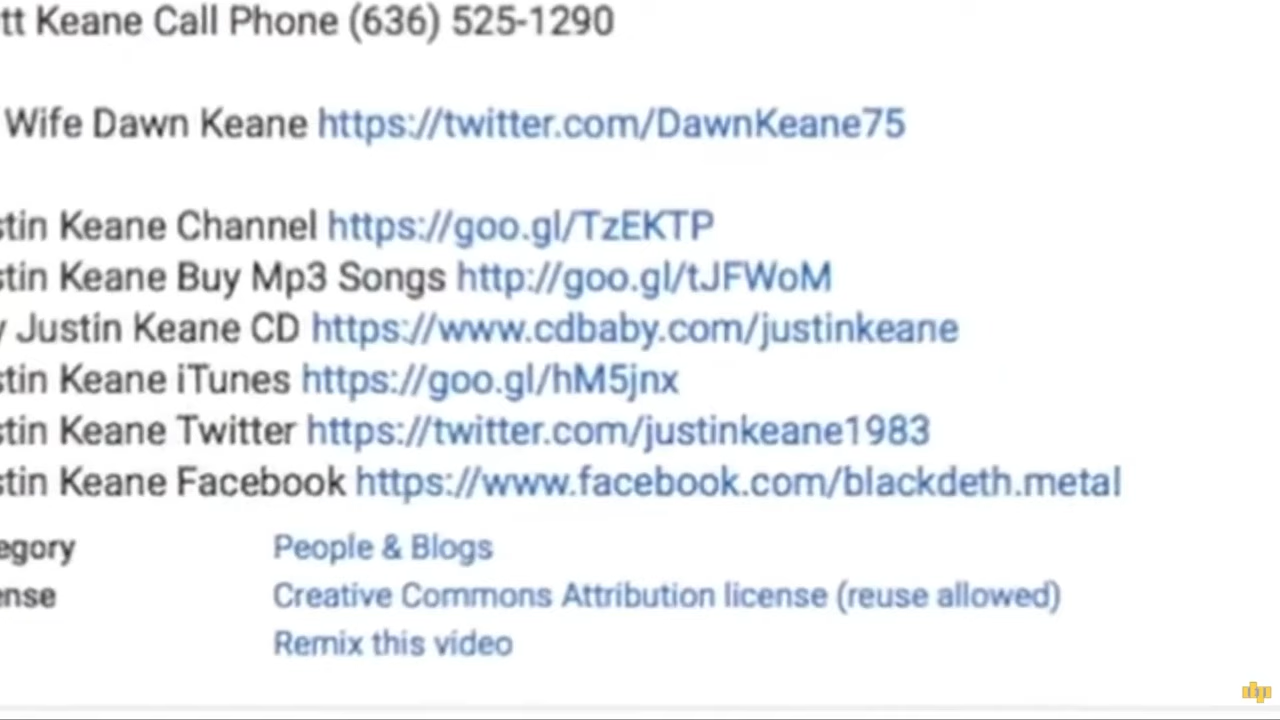 tt Keane Call Phone (636) 525-1290
Wife Dawn Keane https://twitter.com/DawnKeane75
stin Keane Channel https://goo.gl/TzEKTP
stin Keane Buy Mp3 Songs http://goo.gl/tJFWoM
y Justin Keane CD https://www.cdbaby.com/justinkeane
stin Keane iTunes https://goo.gl/hM5jnx
stin Keane Twitter https://twitter.com/justinkeane1983
stin Keane Facebook https://www.facebook.com/blackdeth.metal
egory People & Blogs
ense Creative Commons Attribution license (reuse allowed)
Remix this video